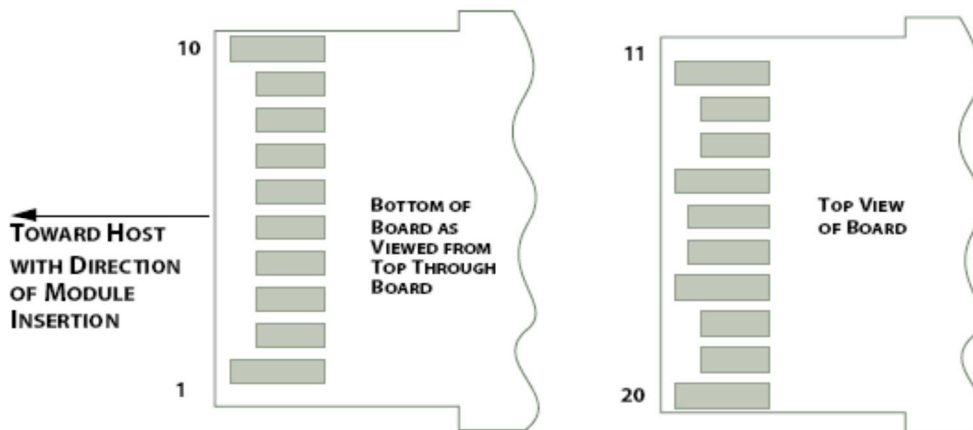 10
BOTTOM OF
BOARD AS
VIEWED FROM
TOP THROUGH
BOARD
TOWARD HOST
WITH DIRECTION
OF MODULE
INSERTION
1
11
TOP VIEW
OF BOARD
20